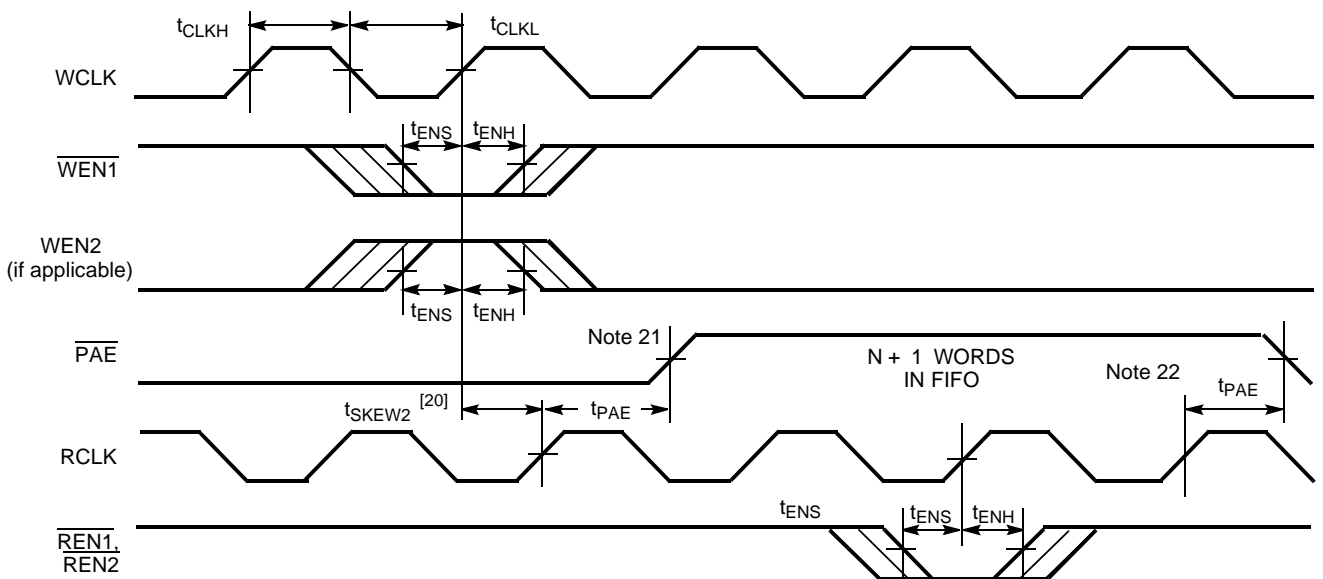 tCLKH
tCLKL
WCLK
tENS tENH
WEN1
WEN2
(if applicable)
tENS tENH
Note 21
PAE
N + 1 WORDS
IN FIFO
Note 22
tPAE
tSKEW2 [20]
tPAE
RCLK
tENS
tENS tENH
REN1,
REN2